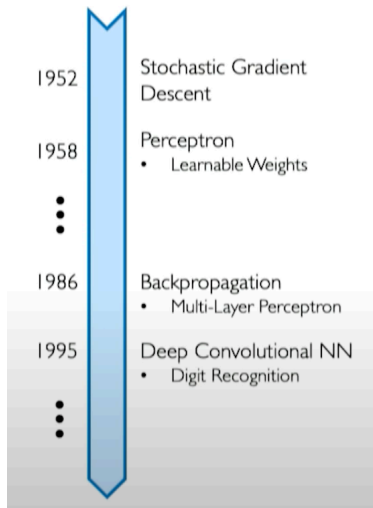 1952
Stochastic Gradient
Descent
1958
Perceptron
• Learnable Weights
1986
Backpropagation
• Multi-Layer Perceptron
1995
Deep Convolutional NN
• Digit Recognition